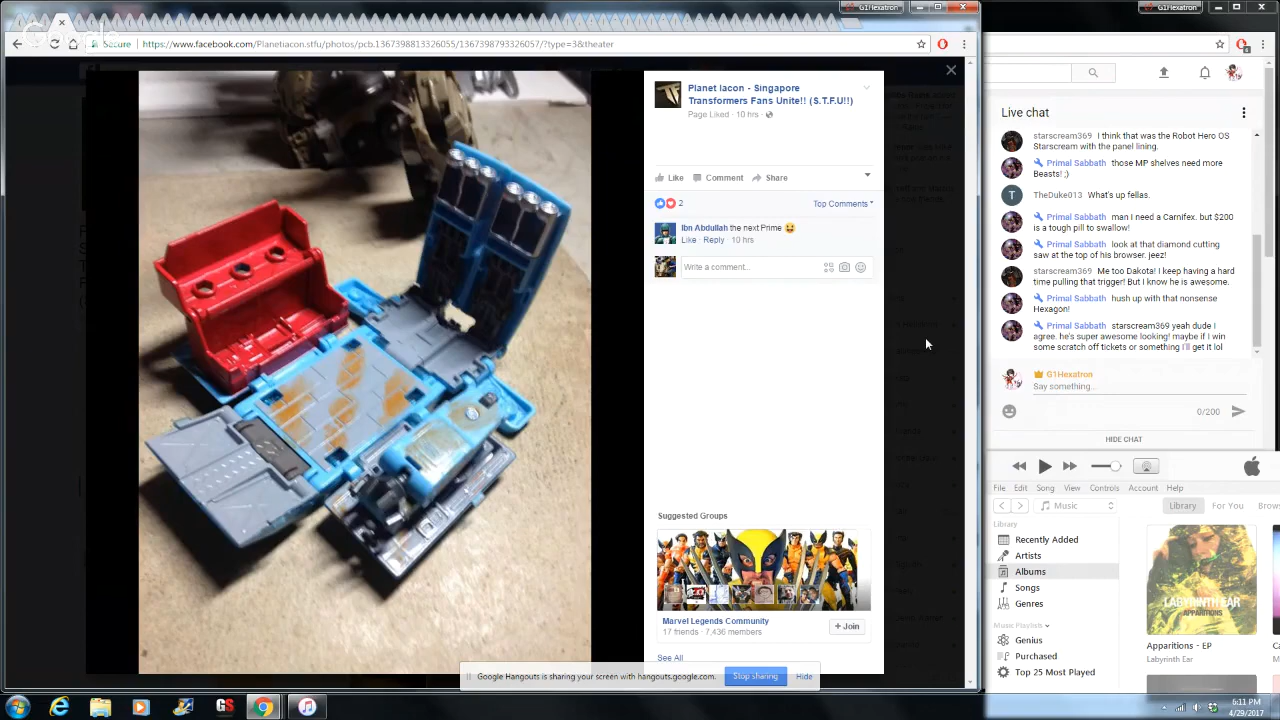 G1Hexatron
G1Hexatron
Secure
https://www.facebook.com/Planetiacon.stfu/photos/pcb.1367398813326055/1367398793326057/?type=3&theater
Planet Iacon - Singapore
Transformers Fans Unite!! (S.T.F.U!!)
Page Liked · 10 hrs ·
Like Comment Share
2
Top Comments
Ibn Abdullah the next Prime
Like · Reply 10 hrs
Write a comment...
Suggested Groups
Marvel Legends Community
17 friends · 7,436 members
+ Join
See All
Google Hangouts is sharing your screen with hangouts.google.com.
Stop sharing
Hide
Live chat
starscream369 I think that was the Robot Hero OS
Starscream with the panel lining.
Primal Sabbath those MP shelves need more
Beasts! ;)
T
TheDuke013 What's up fellas.
Primal Sabbath man I need a Carnifex. but $200
is a tough pill to swallow!
Primal Sabbath look at that diamond cutting
saw at the top of his browser. jeez!
starscream369 Me too Dakota! I keep having a hard
time pulling that trigger! But I know he is awesome.
Primal Sabbath hush up with that nonsense
Hexagon!
Primal Sabbath starscream369 yeah dude I
agree. he's super awesome looking! maybe if I
win some scratch off tickets or something I'll get it lol
G1Hexatron
Say something...
0/200
HIDE CHAT
File Edit Song View Controls Account Help
Music
Library
For You
Brows
Library
Recently Added
Artists
Albums
Songs
Genres
Music Playlists
Genius
Purchased
Top 25 Most Played
LABYRINTH EAR
APPARITIONS
Apparitions - EP
Labyrinth Ear
GS
6:11 PM
4/29/2017